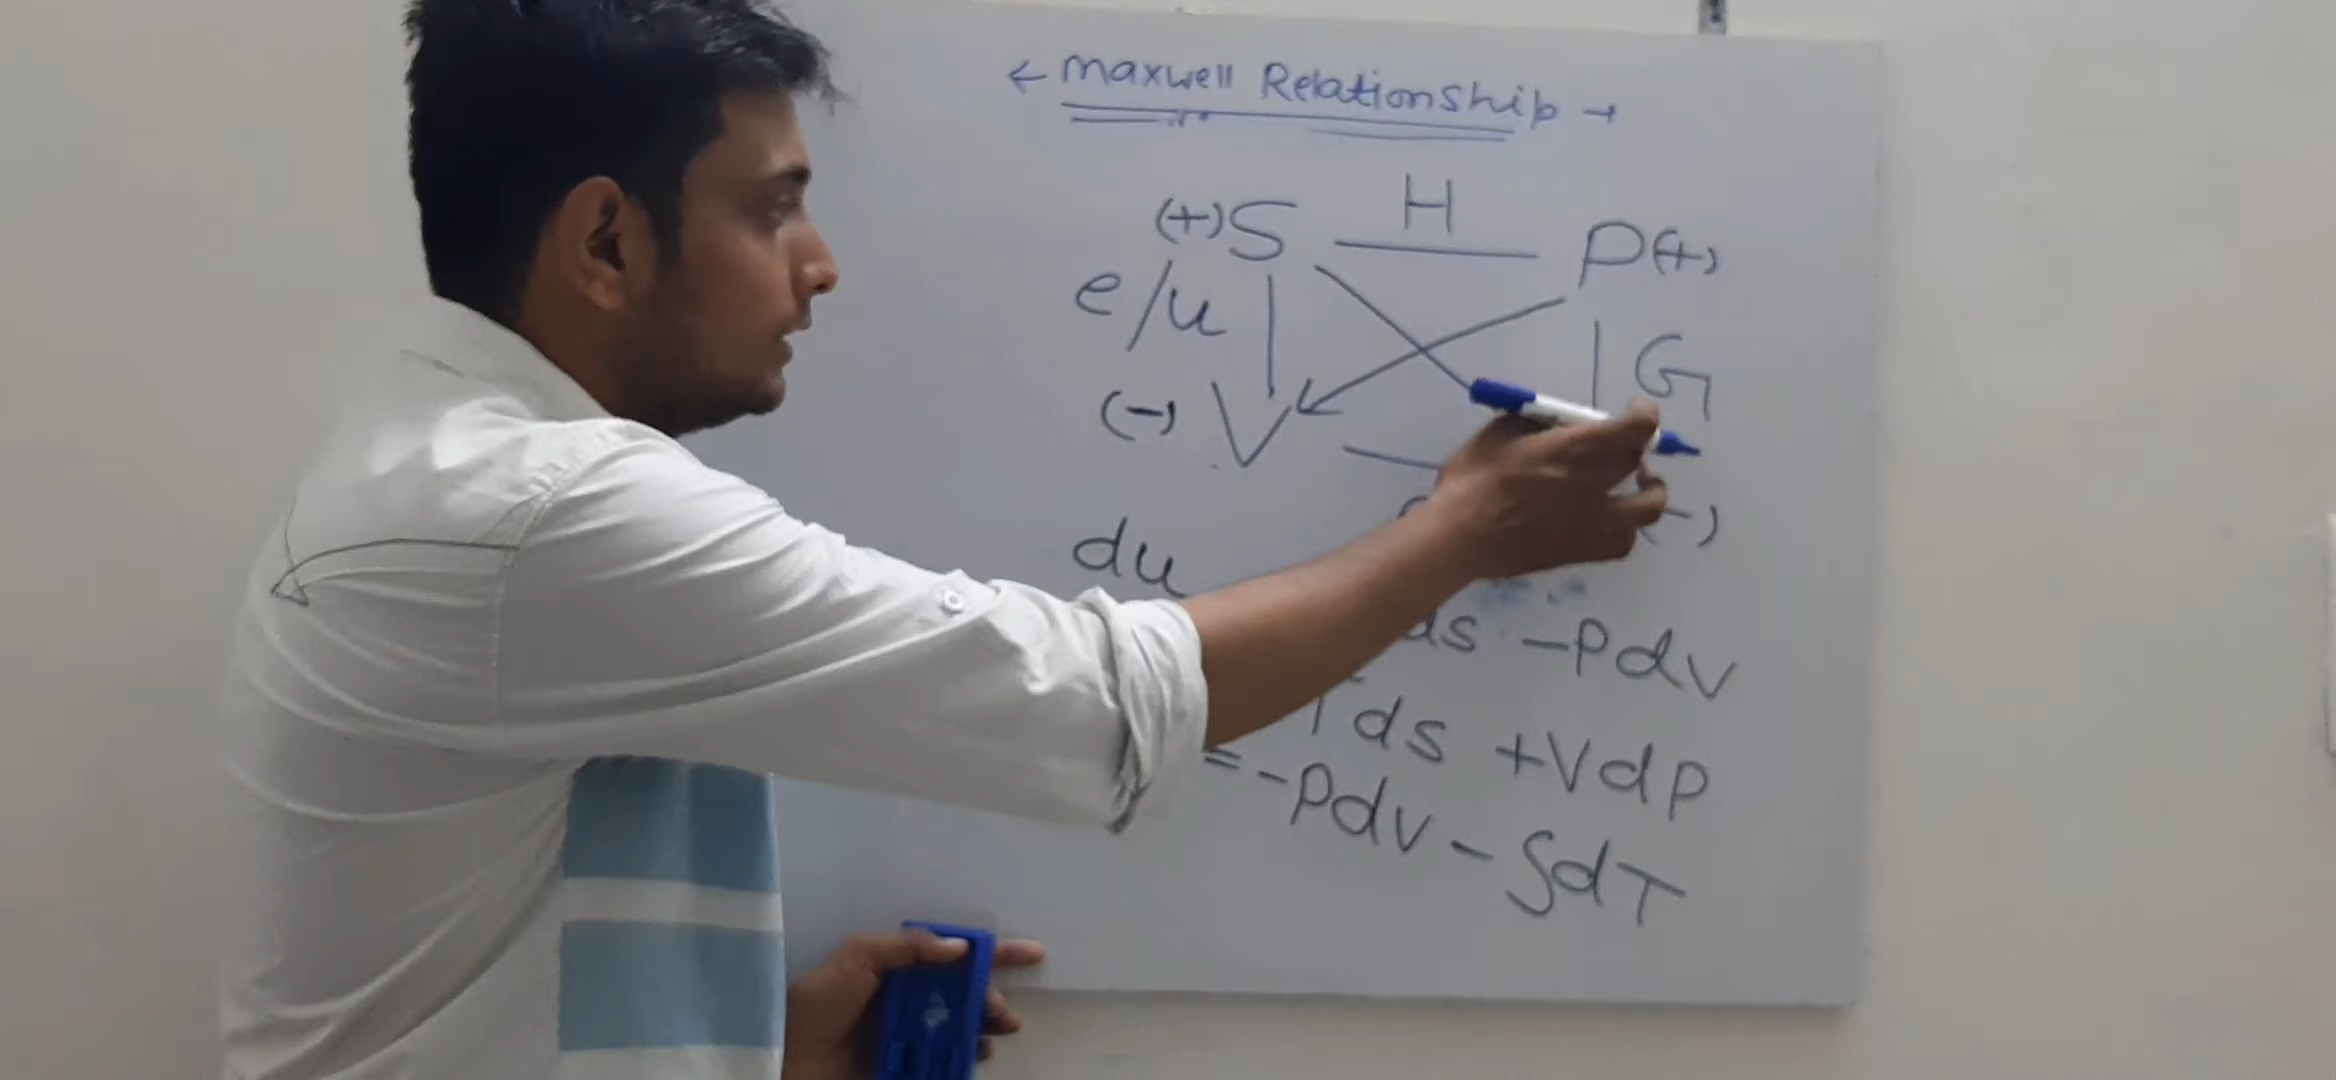 ← maxwell Relationship →
H
(+) S P(+)
e/u G
(-) V
-)
du
ds -Pdv
Tds +Vdp
= -Pdv - SdT